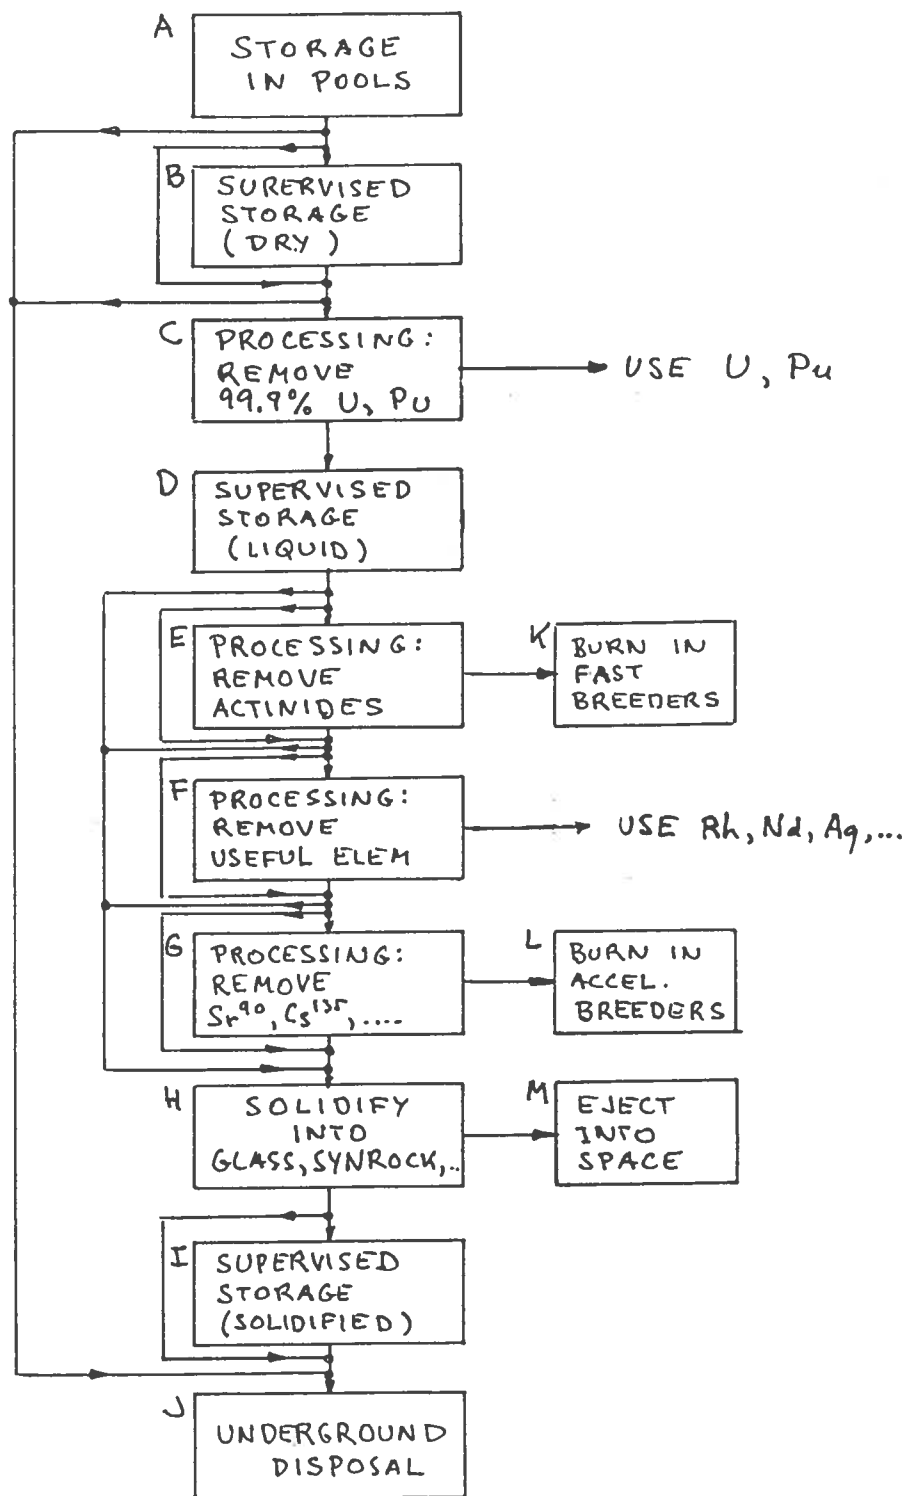 A
STORAGE
IN POOLS
B
SURERVISED
STORAGE
(DRY)
C
PROCESSING:
REMOVE
99.9% U, Pu
USE U, Pu
D
SUPERVISED
STORAGE
(LIQUID)
E
PROCESSING:
REMOVE
ACTINIDES
K
BURN IN
FAST
BREEDERS
F
PROCESSING:
REMOVE
USEFUL ELEM
USE Rh, Nd, Ag,...
G
PROCESSING:
REMOVE
Sr⁹⁰, Cs¹³⁵, ....
L
BURN IN
ACCEL.
BREEDERS
H
SOLIDIFY
INTO
GLASS, SYNROCK,..
M
EJECT
INTO
SPACE
I
SUPERVISED
STORAGE
(SOLIDIFIED)
J
UNDERGROUND
DISPOSAL